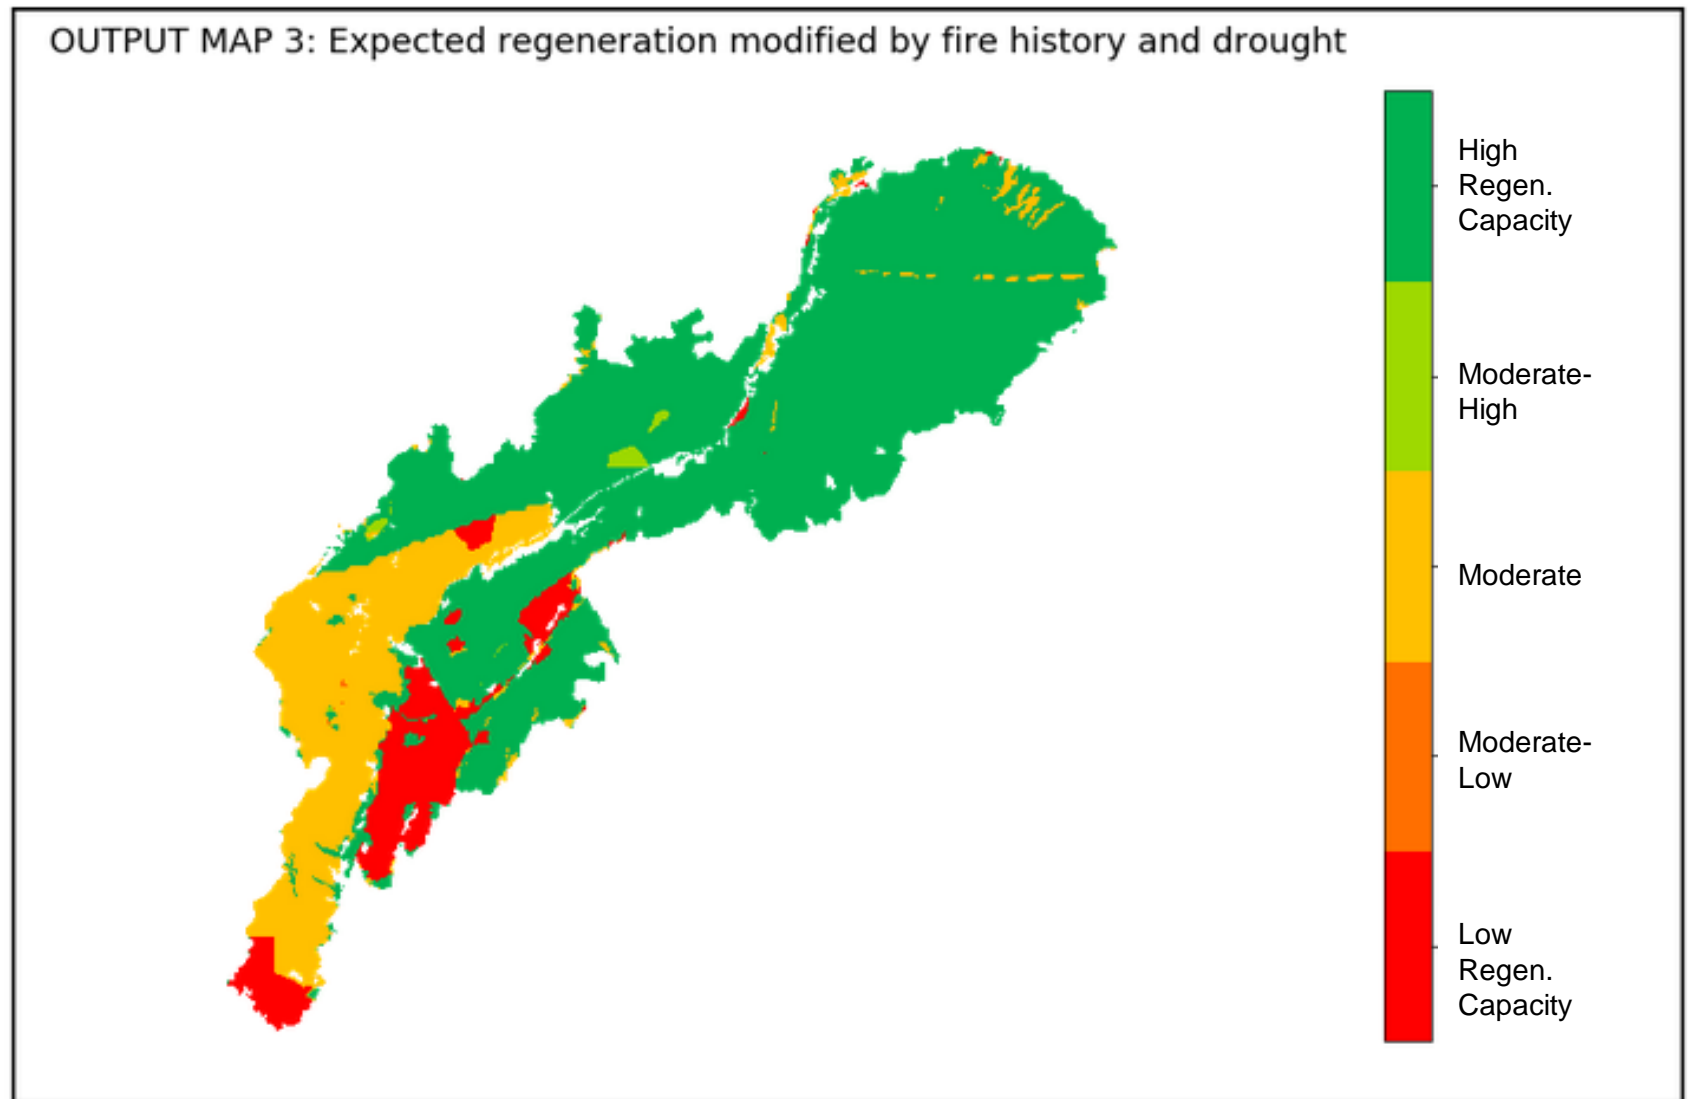 OUTPUT MAP 3: Expected regeneration modified by fire history and drought
High
Regen.
Capacity
Moderate-
High
Moderate
Moderate-
Low
Low
Regen.
Capacity